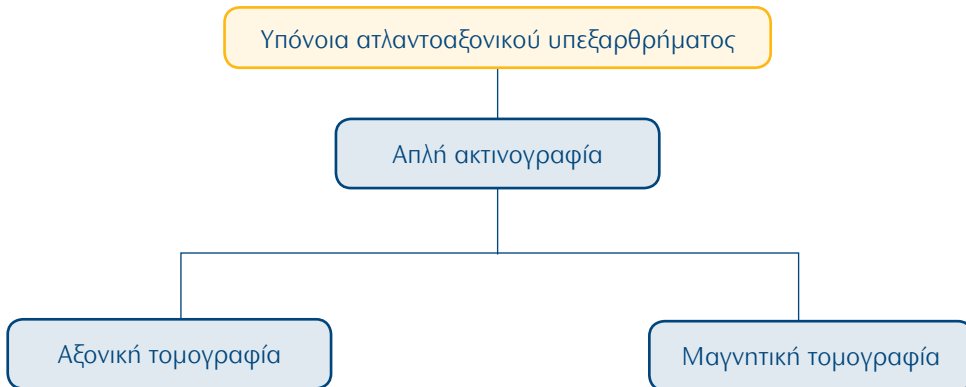 Υπόνοια ατλαντοαξονικού υπεξαρθρήματος
Απλή ακτινογραφία
Αξονική τομογραφία
Μαγνητική τομογραφία